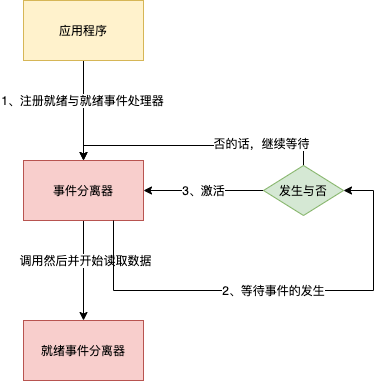 应用程序
1、注册就绪与就绪事件处理器
否的话，继续等待
事件分离器
3、激活
发生与否
调用然后并开始读取数据
2、等待事件的发生
就绪事件分离器